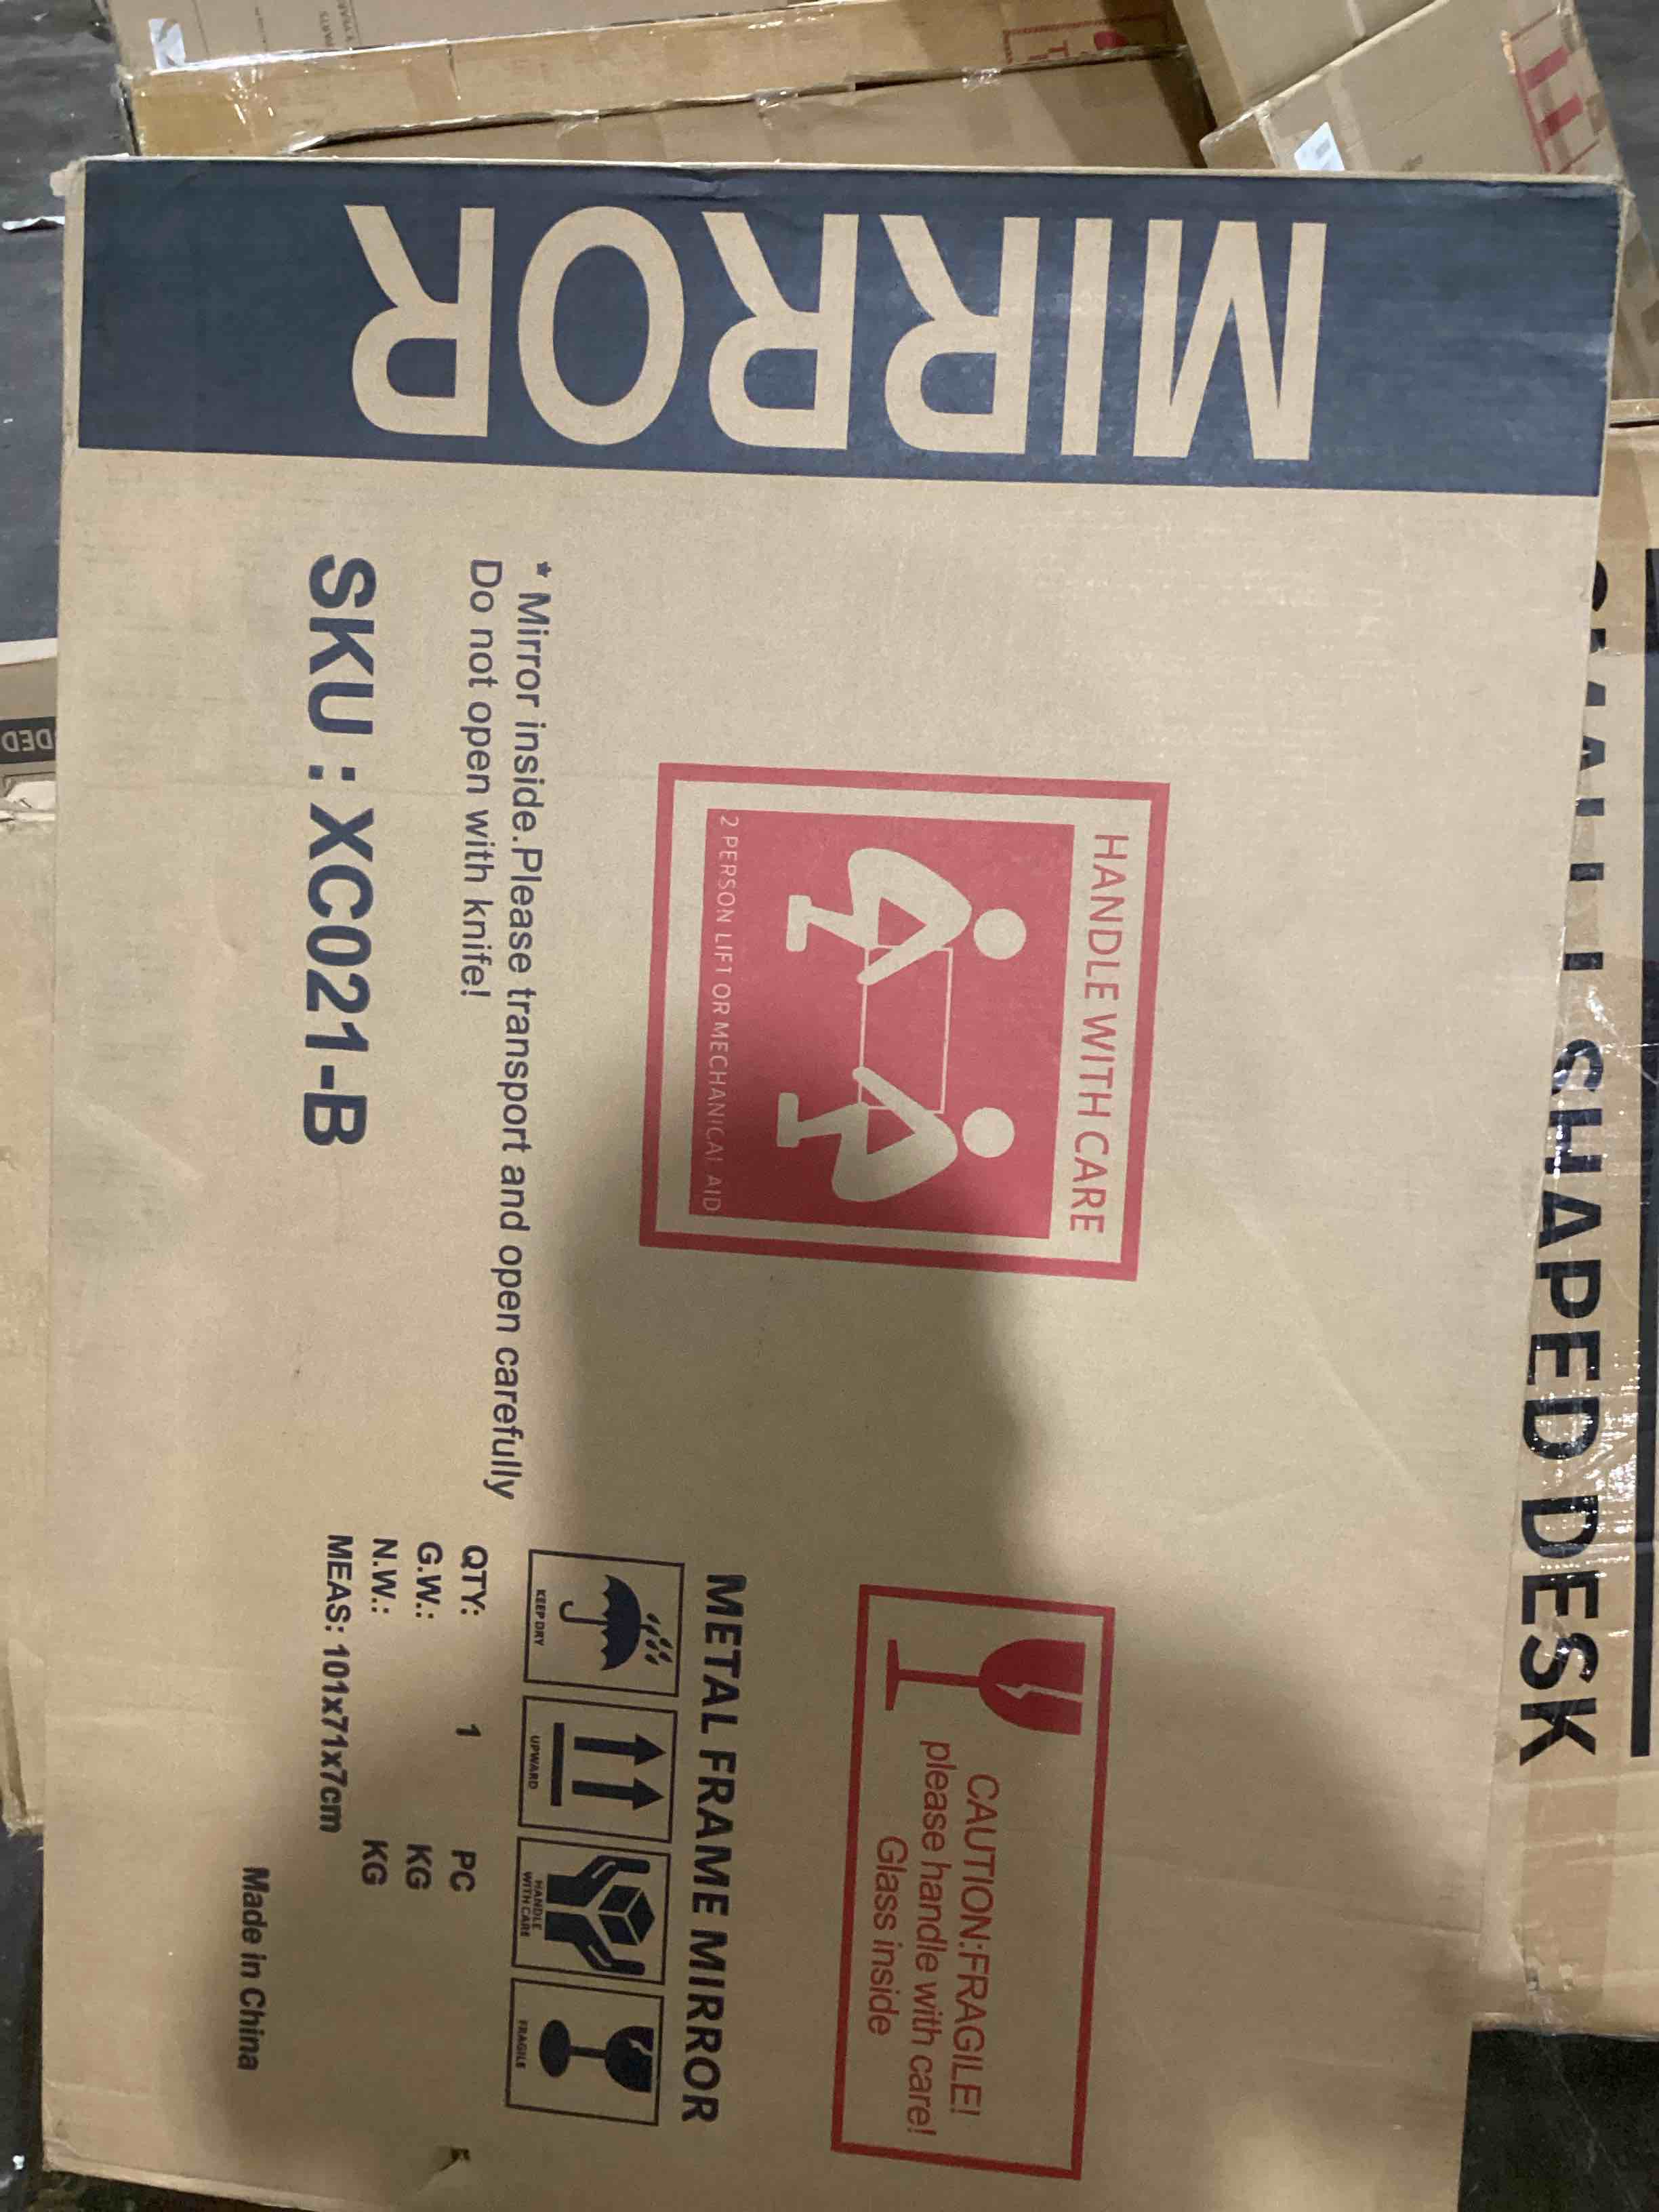 MIRROR
HANDLE WITH CARE
2 PERSON LIFT OR MECHANICAL AID
* Mirror inside.Please transport and open carefully
Do not open with knife!
SKU : XC021-B
CAUTION:FRAGILE!
please handle with care!
Glass inside
METAL FRAME MIRROR
KEEP DRY
UPWARD
HANDLE
WITH CARE
FRAGILE
QTY: 1 PC
G.W.: KG
N.W.: KG
MEAS: 101x71x7cm
Made in China
SHAPED DESK